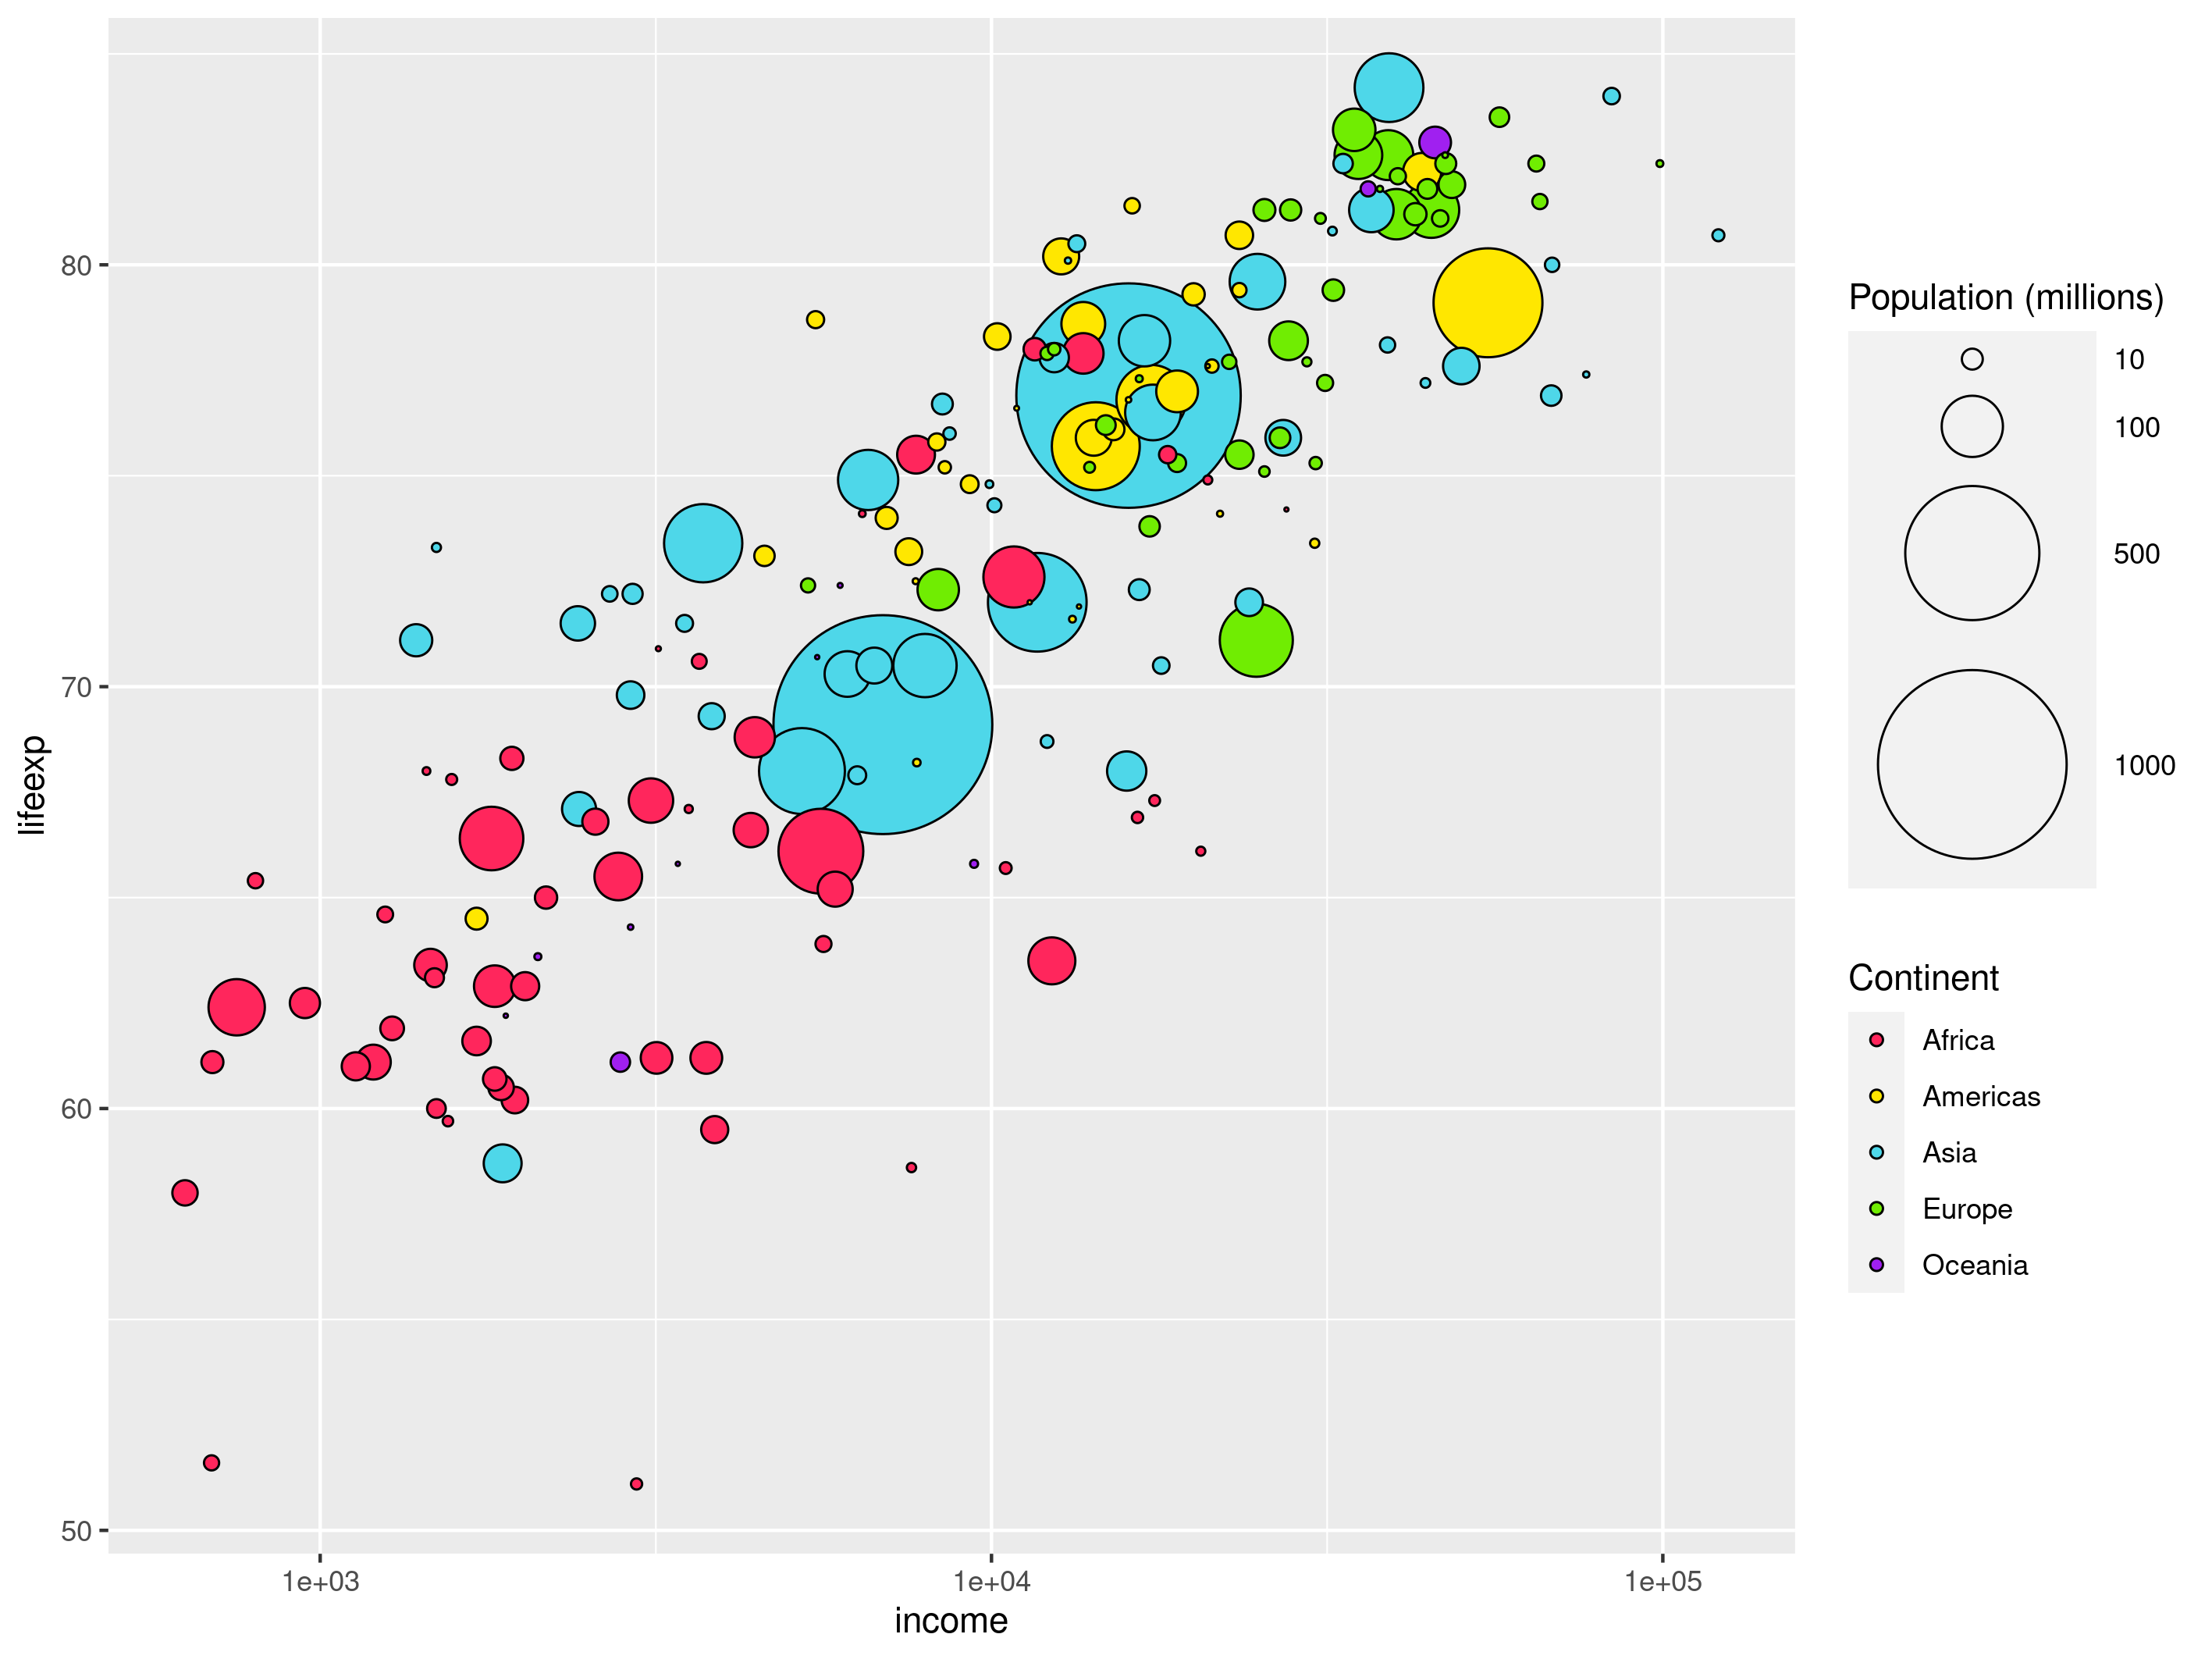 lifeexp
80
70
60
50
1e+03
1e+04
1e+05
income
Population (millions)
10
100
500
1000
Continent
Africa
Americas
Asia
Europe
Oceania